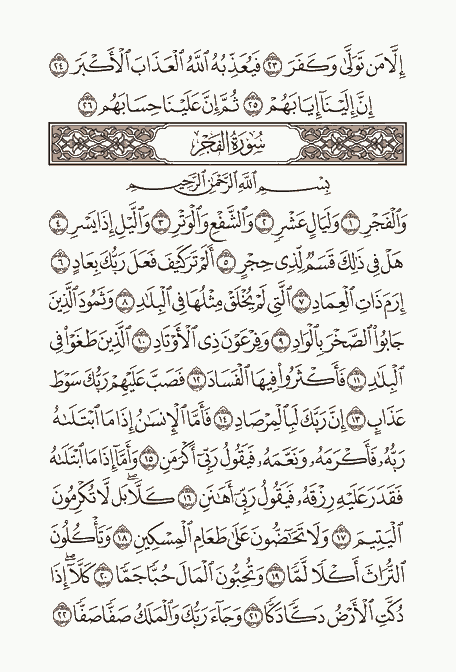 إِلَّا مَن تَوَلَّىٰ وَكَفَرَ ٢٣ فَيُعَذِّبُهُ ٱللَّهُ ٱلْعَذَابَ ٱلْأَكْبَرَ ٢٤
إِنَّ إِلَيْنَآ إِيَابَهُمْ ٢٥ ثُمَّ إِنَّ عَلَيْنَا حِسَابَهُم ٢٦
سُورَةُ الفَجْرِ
بِسْمِ ٱللَّهِ ٱلرَّحْمَٰنِ ٱلرَّحِيمِ
وَٱلْفَجْرِ ١ وَلَيَالٍ عَشْرٍ ٢ وَٱلشَّفْعِ وَٱلْوَتْرِ ٣ وَٱلَّيْلِ إِذَا يَسْرِ ٤
هَلْ فِي ذَٰلِكَ قَسَمٌ لِّذِي حِجْرٍ ٥ أَلَمْ تَرَ كَيْفَ فَعَلَ رَبُّكَ بِعَادٍ ٦
إِرَمَ ذَاتِ ٱلْعِمَادِ ٧ ٱلَّتِي لَمْ يُخْلَقْ مِثْلُهَا فِي ٱلْبِلَٰدِ ٨ وَثَمُودَ ٱلَّذِينَ
جَابُوا۟ ٱلصَّخْرَ بِٱلْوَادِ ٩ وَفِرْعَوْنَ ذِي ٱلْأَوْتَادِ ١٠ ٱلَّذِينَ طَغَوْا۟ فِي
ٱلْبِلَٰدِ ١١ فَأَكْثَرُوا۟ فِيهَا ٱلْفَسَادَ ١٢ فَصَبَّ عَلَيْهِمْ رَبُّكَ سَوْطَ
عَذَابٍ ١٣ إِنَّ رَبَّكَ لَبِٱلْمِرْصَادِ ١٤ فَأَمَّا ٱلْإِنسَٰنُ إِذَا مَا ٱبْتَلَىٰهُ
رَبُّهُۥ فَأَكْرَمَهُۥ وَنَعَّمَهُۥ فَيَقُولُ رَبِّيٓ أَكْرَمَنِ ١٥ وَأَمَّآ إِذَا مَا ٱبْتَلَىٰهُ
فَقَدَرَ عَلَيْهِ رِزْقَهُۥ فَيَقُولُ رَبِّيٓ أَهَٰنَنِ ١٦ كَلَّا ۖ بَل لَّا تُكْرِمُونَ
ٱلْيَتِيمَ ١٧ وَلَا تَحَٰٓضُّونَ عَلَىٰ طَعَامِ ٱلْمِسْكِينِ ١٨ وَتَأْكُلُونَ
ٱلتُّرَاثَ أَكْلًا لَّمًّا ١٩ وَتُحِبُّونَ ٱلْمَالَ حُبًّا جَمًّا ٢٠ كَلَّآ ۖ إِذَا
دُكَّتِ ٱلْأَرْضُ دَكًّا دَكًّا ٢١ وَجَآءَ رَبُّكَ وَٱلْمَلَكُ صَفًّا صَفًّا ٢٢